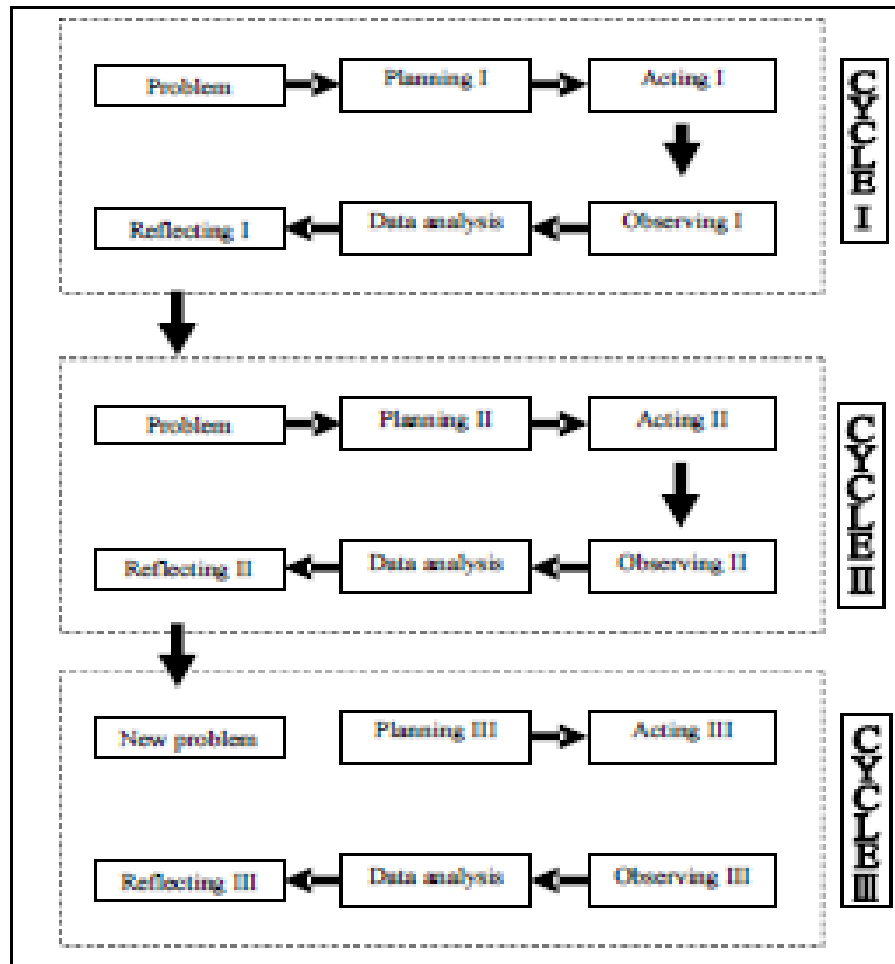 Problem
Planning I
Acting I
Reflecting I
Data analysis
Observing I
CYCLE I
Problem
Planning II
Acting II
Reflecting II
Data analysis
Observing II
CYCLE II
New problem
Planning III
Acting III
Reflecting III
Data analysis
Observing III
CYCLE III